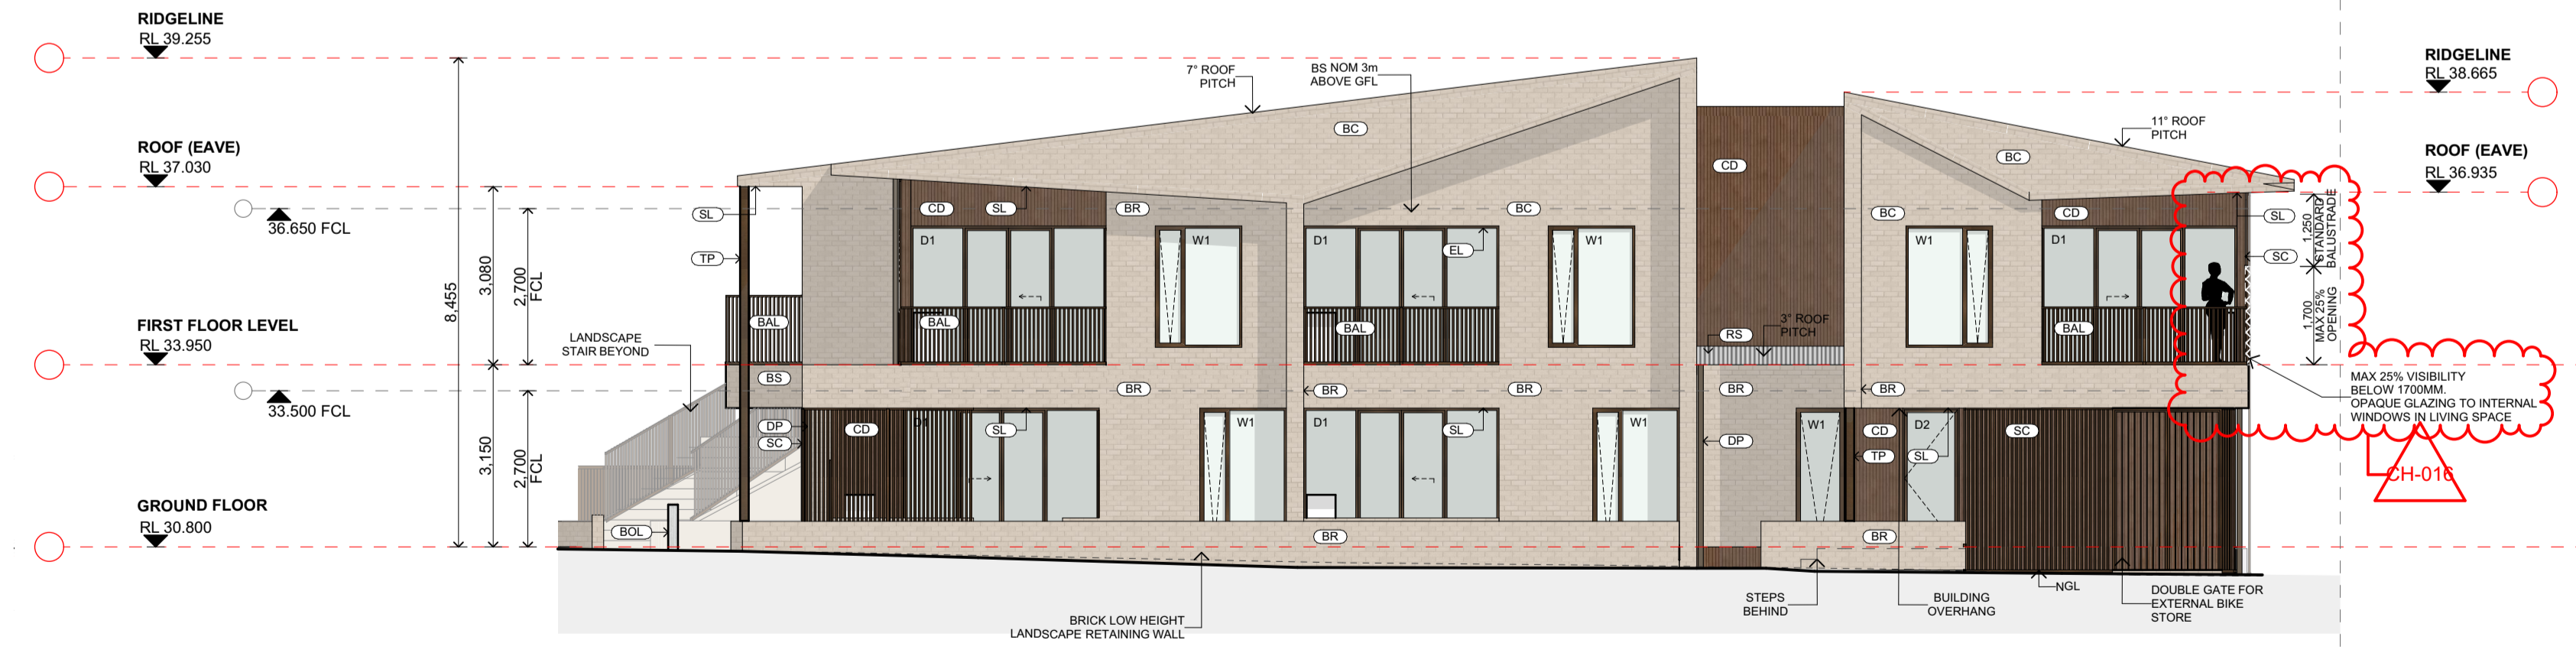 RIDGELINE
RL 39.255
ROOF (EAVE)
RL 37.030
36.650 FCL
FIRST FLOOR LEVEL
RL 33.950
33.500 FCL
GROUND FLOOR
RL 30.800
8,455
3,080
2,700
FCL
3,150
2,700
FCL
LANDSCAPE
STAIR BEYOND
7° ROOF
PITCH
BS NOM 3m
ABOVE GFL
BC
CD
BC
11° ROOF
PITCH
SL
CD
SL
BR
BC
BC
CD
SL
TP
D1
W1
D1
EL
W1
W1
D1
SC
BAL
BAL
BAL
RS
3° ROOF
PITCH
BAL
BS
BR
BR
BR
BR
BR
DP
SC
CD
D1
SL
W1
D1
SL
W1
DP
W1
CD
D2
TP
SL
SC
BOL
BR
BR
BRICK LOW HEIGHT
LANDSCAPE RETAINING WALL
STEPS
BEHIND
BUILDING
OVERHANG
NGL
DOUBLE GATE FOR
EXTERNAL BIKE
STORE
1,250
STANDARD
BALUSTRADE
1,700
MAX 25%
OPENING
MAX 25% VISIBILITY
BELOW 1700MM.
OPAQUE GLAZING TO INTERNAL
WINDOWS IN LIVING SPACE
CH-016
RIDGELINE
RL 38.665
ROOF (EAVE)
RL 36.935